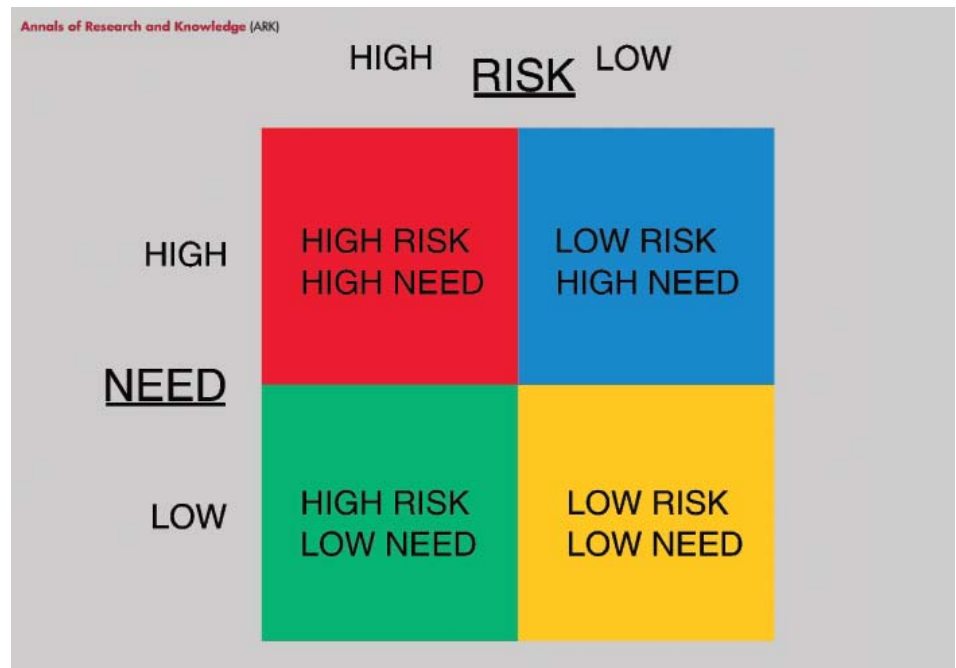 Annals of Research and Knowledge (ARK)
HIGH RISK LOW
HIGH
HIGH RISK
HIGH NEED
LOW RISK
HIGH NEED
NEED
LOW
HIGH RISK
LOW NEED
LOW RISK
LOW NEED